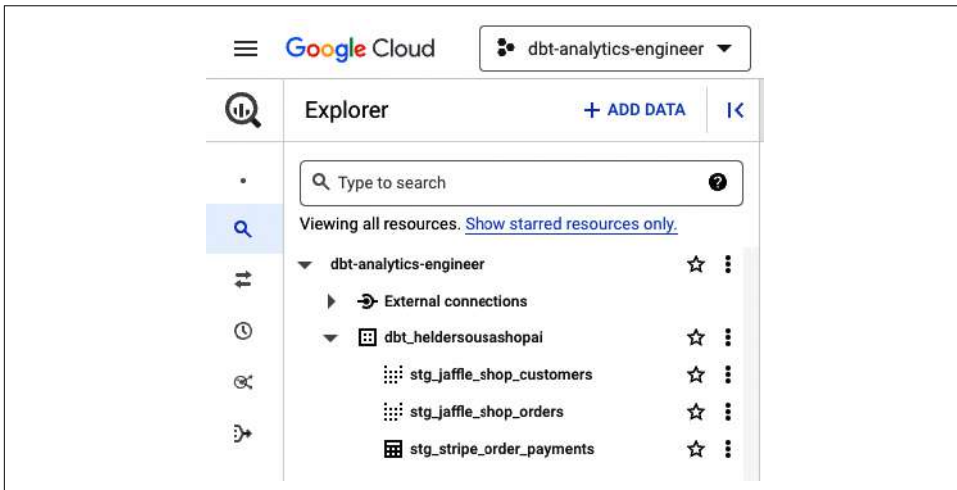 Google Cloud
dbt-analytics-engineer
Explorer
+ ADD DATA
Type to search
Viewing all resources. Show starred resources only.
dbt-analytics-engineer
External connections
dbt_heldersousashopai
stg_jaffle_shop_customers
stg_jaffle_shop_orders
stg_stripe_order_payments